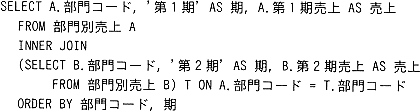 SELECT A.部門コード, '第1期' AS 期, A.第1期売上 AS 売上
FROM 部門別売上 A
INNER JOIN
(SELECT B.部門コード, '第2期' AS 期, B.第2期売上 AS 売上
FROM 部門別売上 B) T ON A.部門コード = T.部門コード
ORDER BY 部門コード, 期